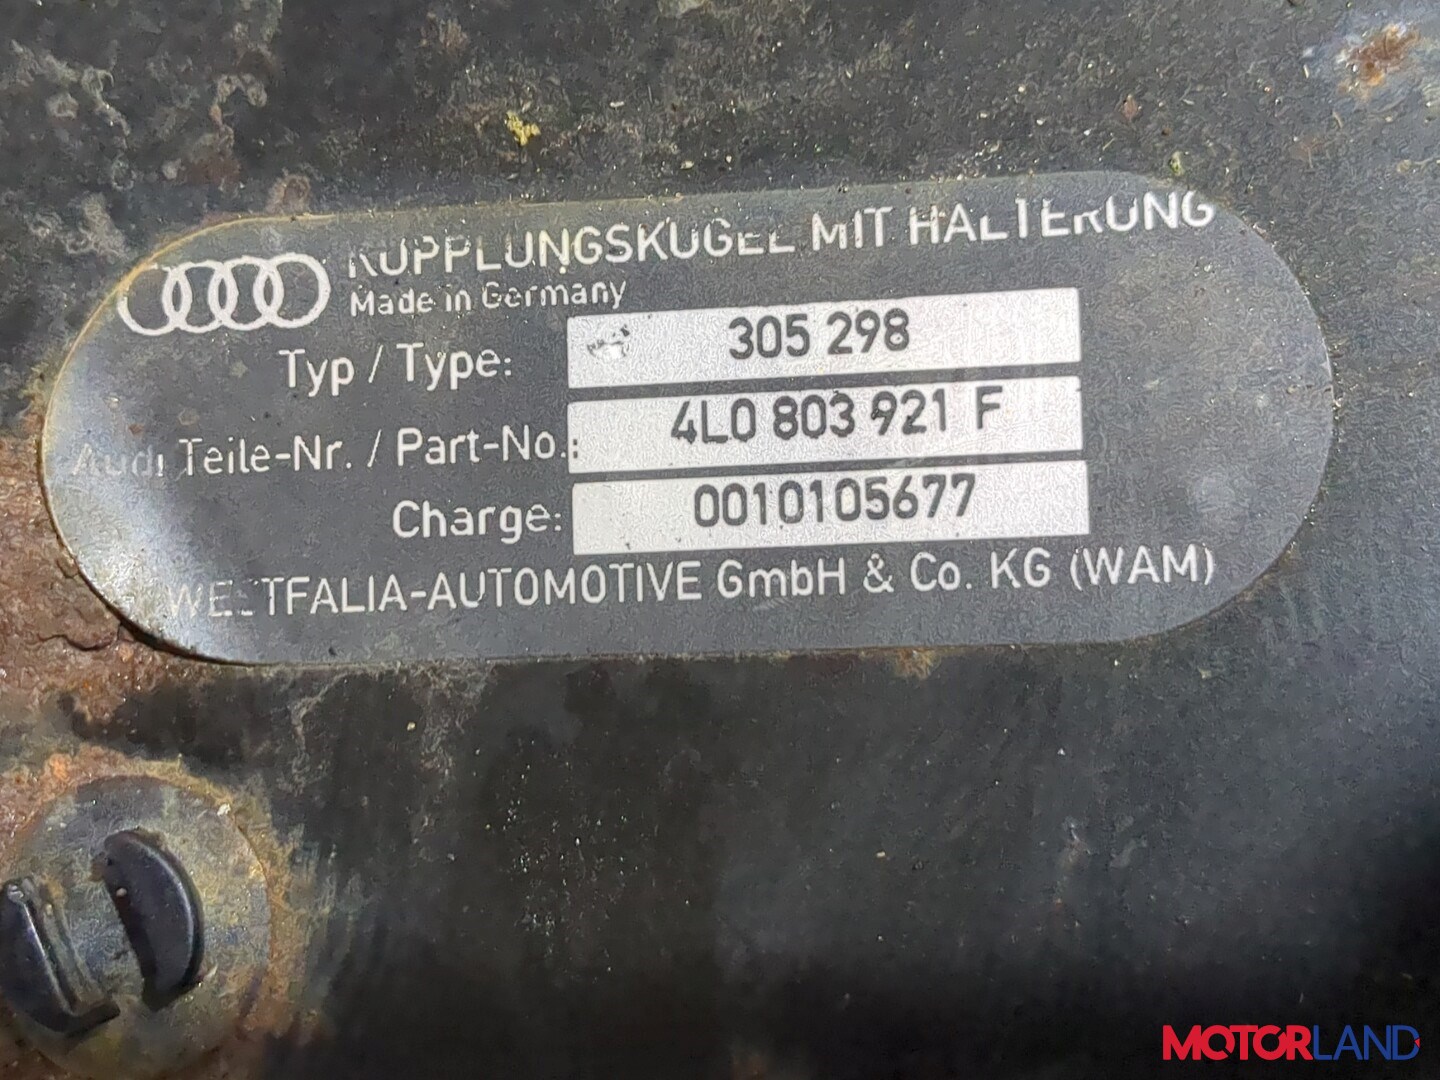 KUPPLUNGSKUGEL MIT HALTERUNG
Made in Germany
Typ / Type: 305 298
Audi Teile-Nr. / Part-No.: 4L0 803 921 F
Charge: 0010105677
WESTFALIA-AUTOMOTIVE GmbH & Co. KG (WAM)
MOTORLAND